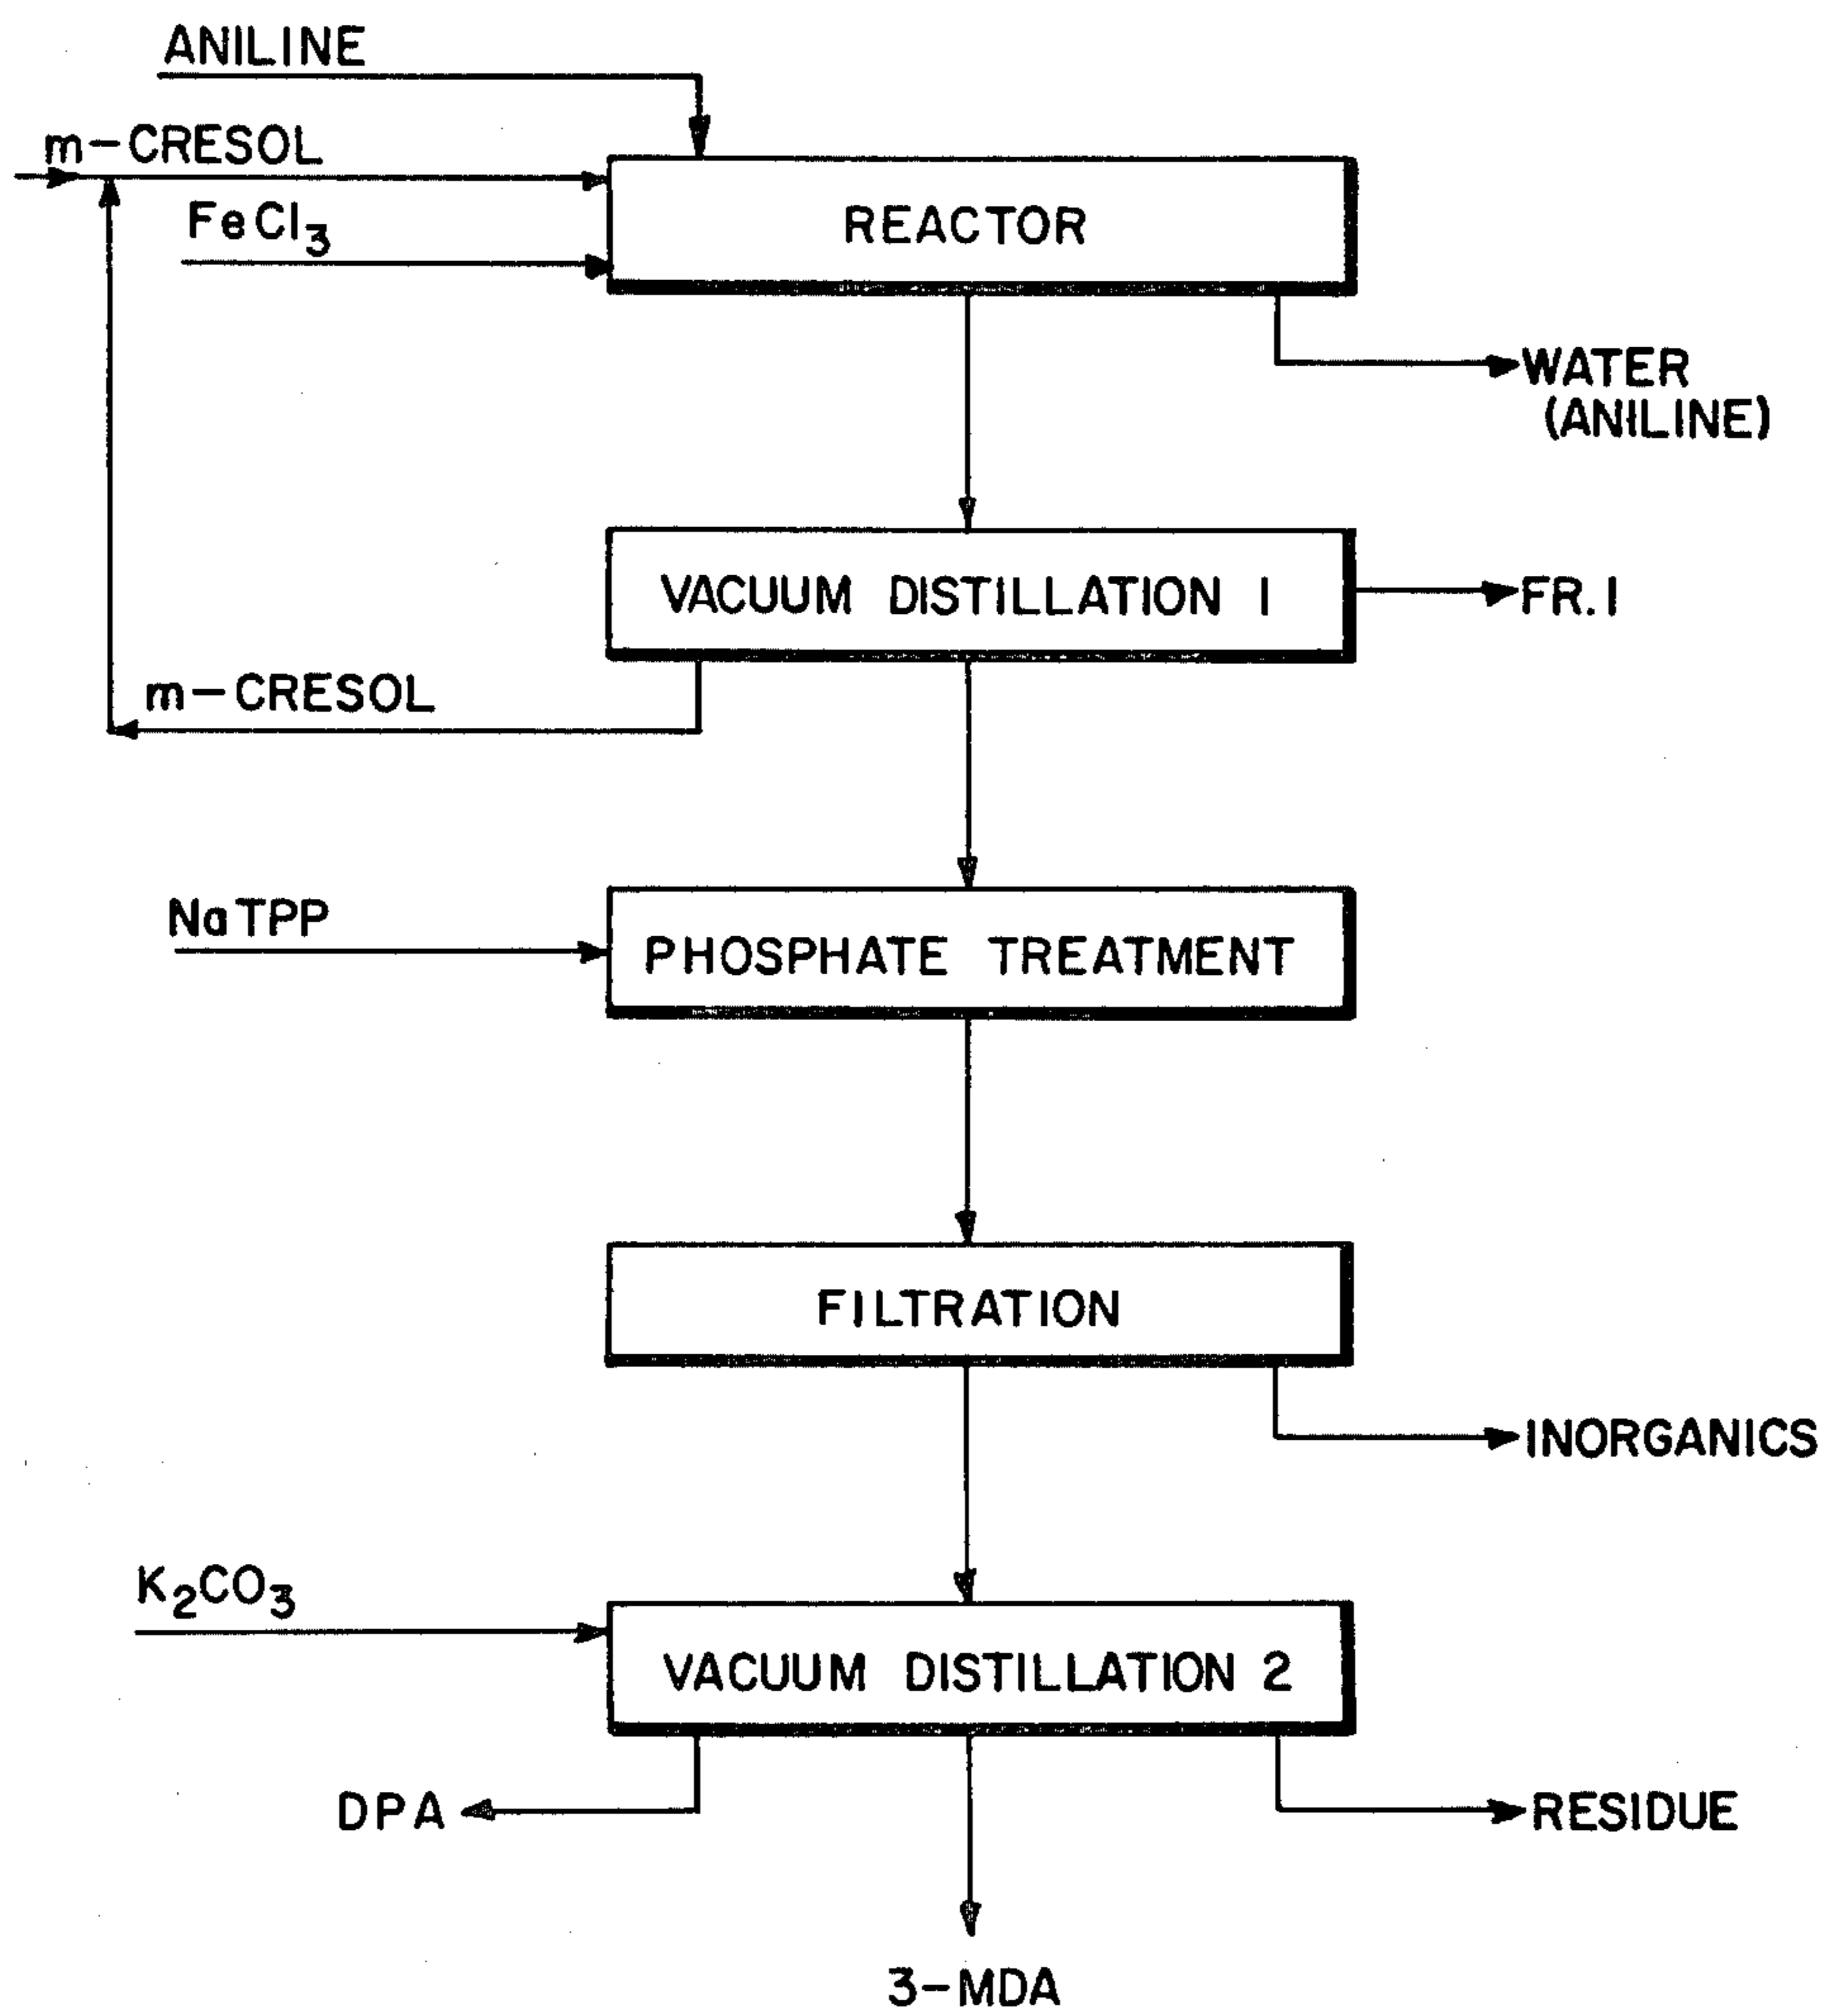 ANILINE
m-CRESOL
FeCl3
REACTOR
WATER
(ANILINE)
VACUUM DISTILLATION 1
FR. 1
m-CRESOL
NaTPP
PHOSPHATE TREATMENT
FILTRATION
INORGANICS
K2CO3
VACUUM DISTILLATION 2
DPA
RESIDUE
3-MDA